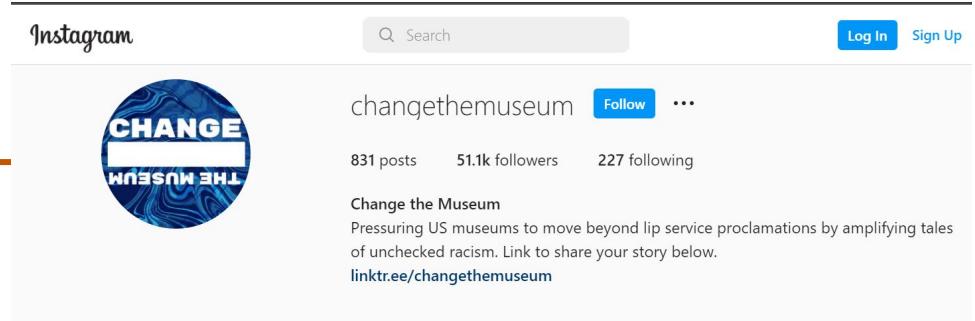 Instagram
Search
Log In
Sign Up
CHANGE
THE MUSEUM
changethemuseum
Follow
831 posts 51.1k followers 227 following
Change the Museum
Pressuring US museums to move beyond lip service proclamations by amplifying tales
of unchecked racism. Link to share your story below.
linktr.ee/changethemuseum